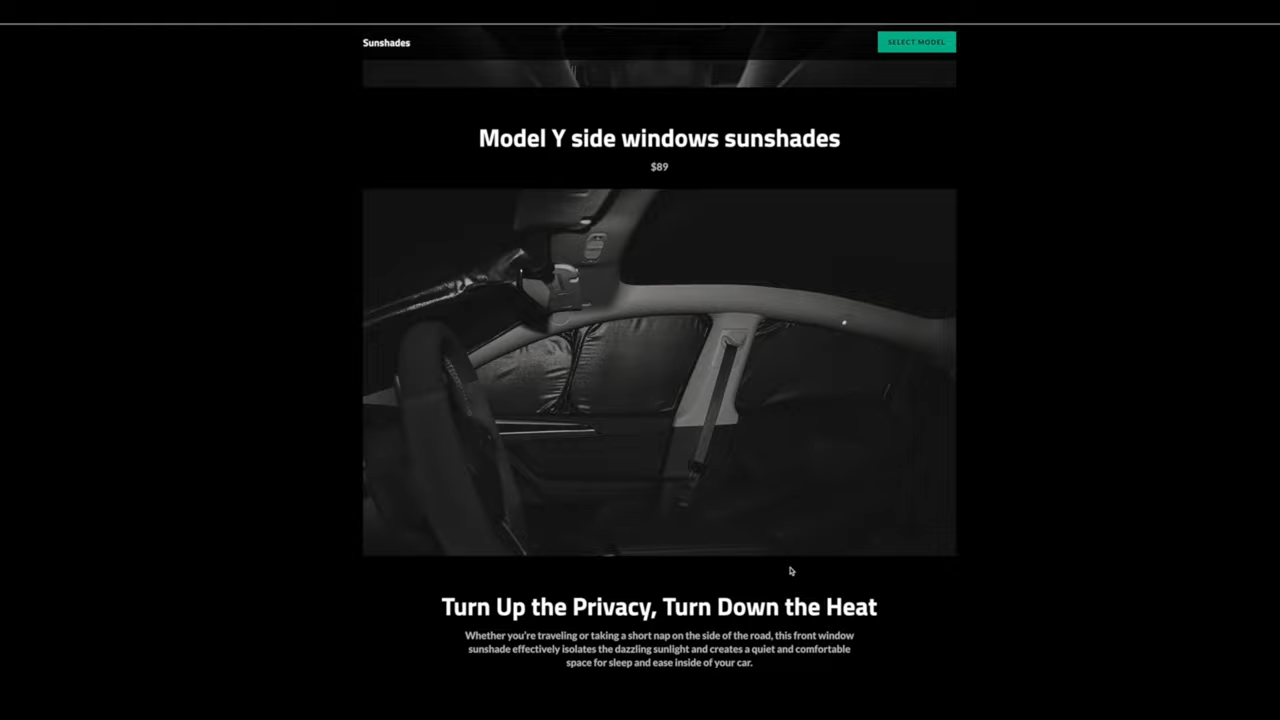 Sunshades
SELECT MODEL
Model Y side windows sunshades
$89
Turn Up the Privacy, Turn Down the Heat
Whether you're traveling or taking a short nap on the side of the road, this front window
sunshade effectively isolates the dazzling sunlight and creates a quiet and comfortable
space for sleep and ease inside of your car.